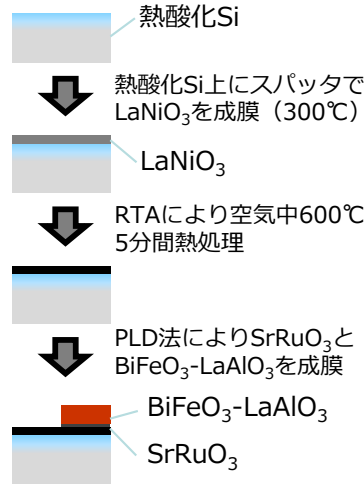 熱酸化Si
熱酸化Si上にスパッタで
LaNiO₃を成膜（300℃）
LaNiO₃
RTAにより空気中600℃
5分間熱処理
PLD法によりSrRuO₃と
BiFeO₃-LaAlO₃を成膜
BiFeO₃-LaAlO₃
SrRuO₃